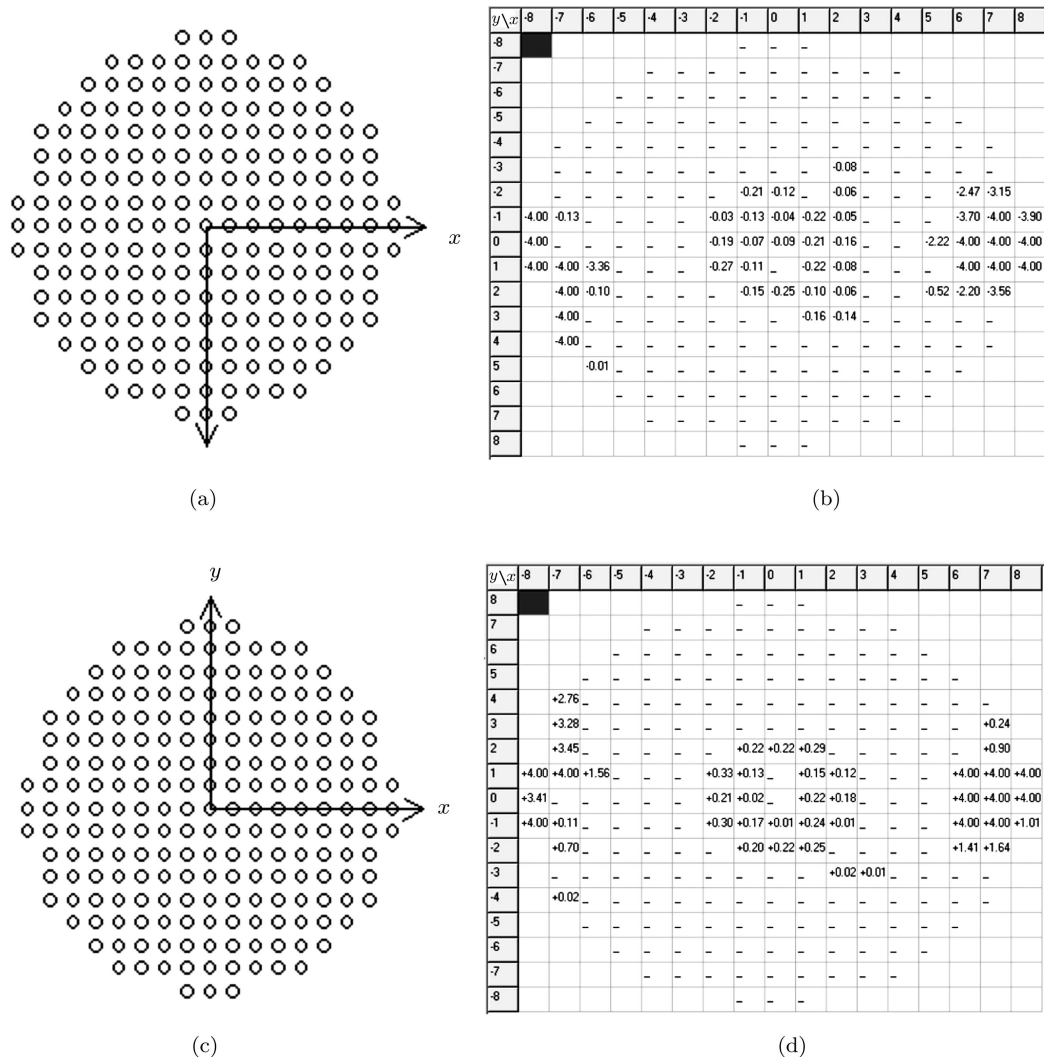 y\x -8 -7 -6 -5 -4 -3 -2 -1 0 1 2 3 4 5 6 7 8
-8 – – –
-7 – – – – – – – – –
-6 – – – – – – – – – – –
-5 – – – – – – – – – – – – –
-4 – – – – – – – – – – – – – – –
-3 – – – – – – – – – -0.08 – – – – –
-2 – – – – – – -0.21 -0.12 – -0.06 – – – -2.47 -3.15
-1 -4.00 -0.13 – – – – -0.03 -0.13 -0.04 -0.22 -0.05 – – – -3.70 -4.00 -3.90
0 -4.00 – – – – – -0.19 -0.07 -0.09 -0.21 -0.16 – – -2.22 -4.00 -4.00 -4.00
1 -4.00 -4.00 -3.36 – – – -0.27 -0.11 – -0.22 -0.08 – – – -4.00 -4.00 -4.00
2 -4.00 -0.10 – – – – -0.15 -0.25 -0.10 -0.06 – – -0.52 -2.20 -3.56
3 -4.00 – – – – – – – -0.16 -0.14 – – – – –
4 -4.00 – – – – – – – – – – – – – –
5 -0.01 – – – – – – – – – – – –
6 – – – – – – – – – – –
7 – – – – – – – – –
8 – – –
x
(a)
(b)
y
y\x -8 -7 -6 -5 -4 -3 -2 -1 0 1 2 3 4 5 6 7 8
8 – – –
7 – – – – – – – – –
6 – – – – – – – – – – –
5 – – – – – – – – – – – – –
4 +2.76 – – – – – – – – – – – – – –
3 +3.28 – – – – – – – – – – – – – +0.24
2 +3.45 – – – – – +0.22 +0.22 +0.29 – – – – – +0.90
1 +4.00 +4.00 +1.56 – – – +0.33 +0.13 – +0.15 +0.12 – – – +4.00 +4.00 +4.00
0 +3.41 – – – – – +0.21 +0.02 – +0.22 +0.18 – – – +4.00 +4.00 +4.00
-1 +4.00 +0.11 – – – – +0.30 +0.17 +0.01 +0.24 +0.01 – – – +4.00 +4.00 +1.01
-2 +0.70 – – – – – +0.20 +0.22 +0.25 – – – – +1.41 +1.64
-3 – – – – – – – – – +0.02 +0.01 – – – –
-4 +0.02 – – – – – – – – – – – – – –
-5 – – – – – – – – – – – – –
-6 – – – – – – – – – – –
-7 – – – – – – – – –
-8 – – –
x
(c)
(d)